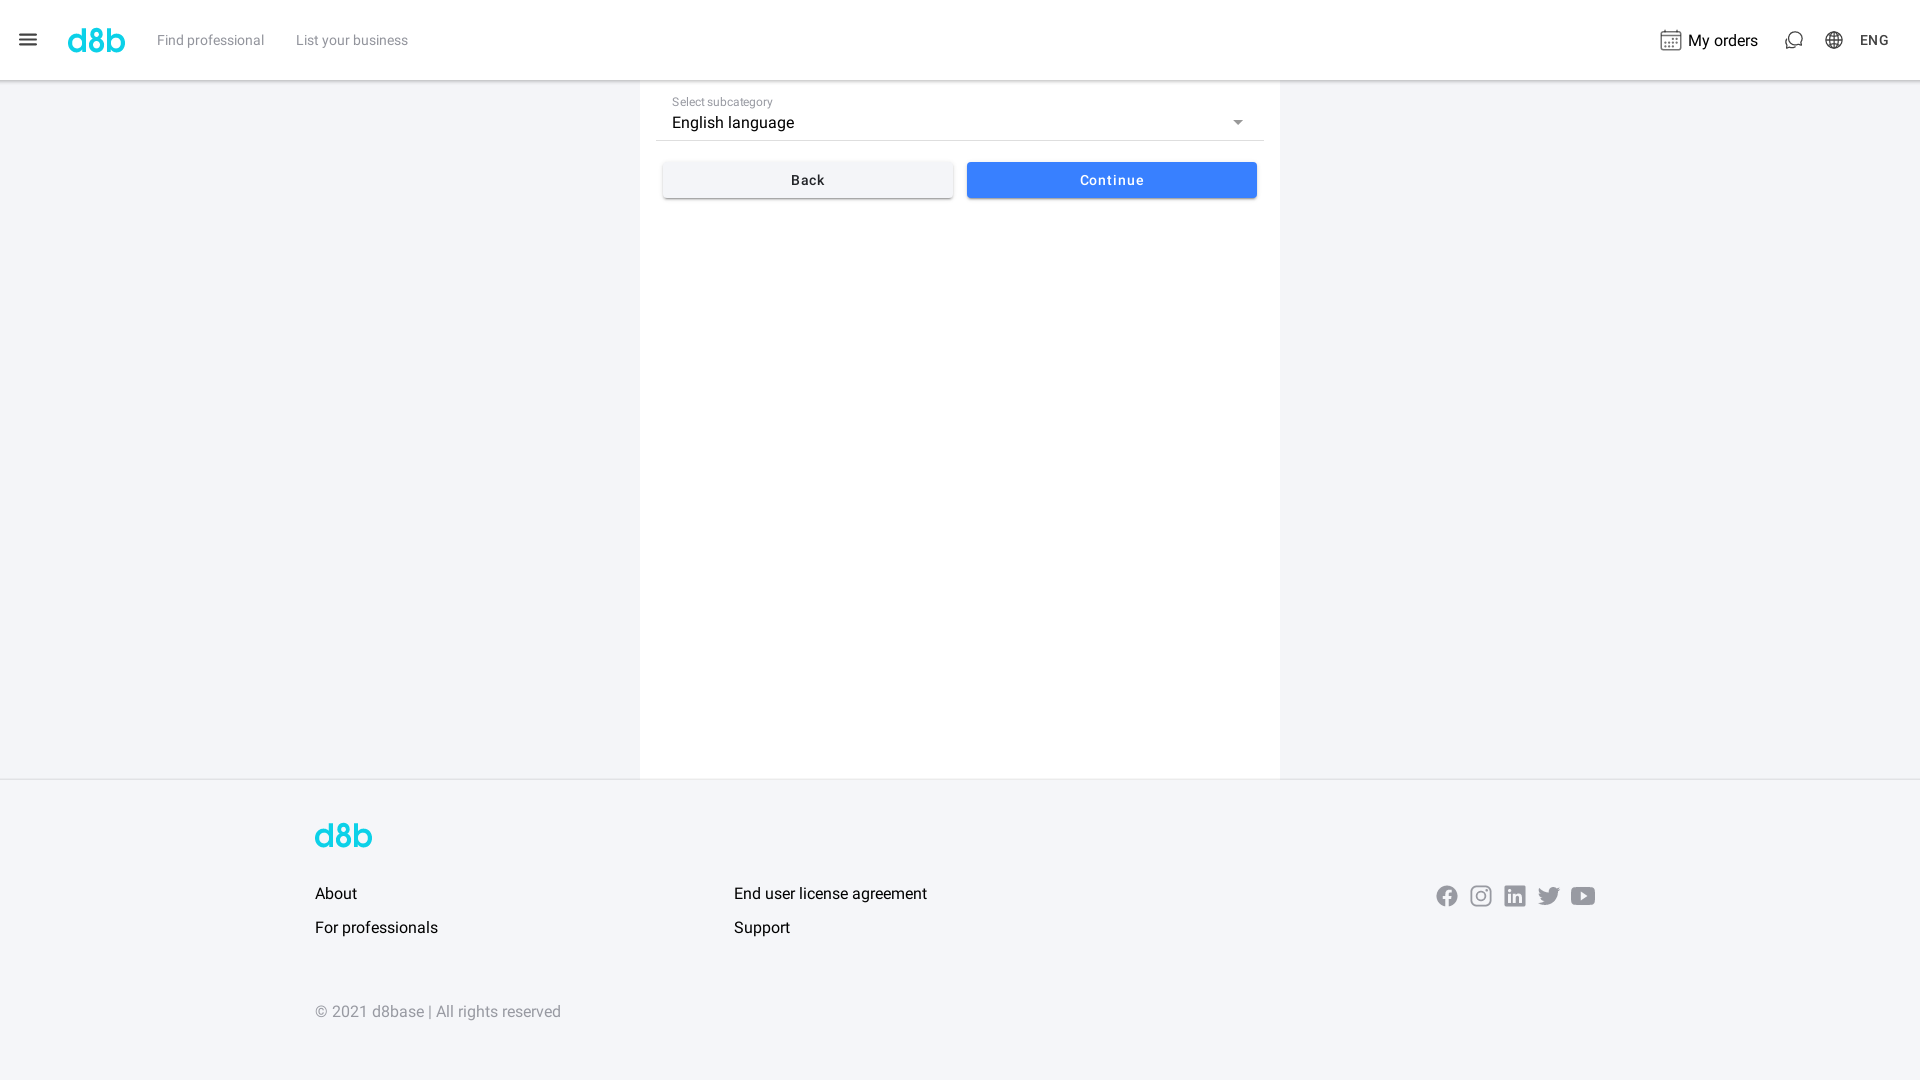 d8b
Find professional
List your business
My orders
ENG
Select subcategory
English language
Back
Continue
d8b
About
For professionals
End user license agreement
Support
© 2021 d8base | All rights reserved